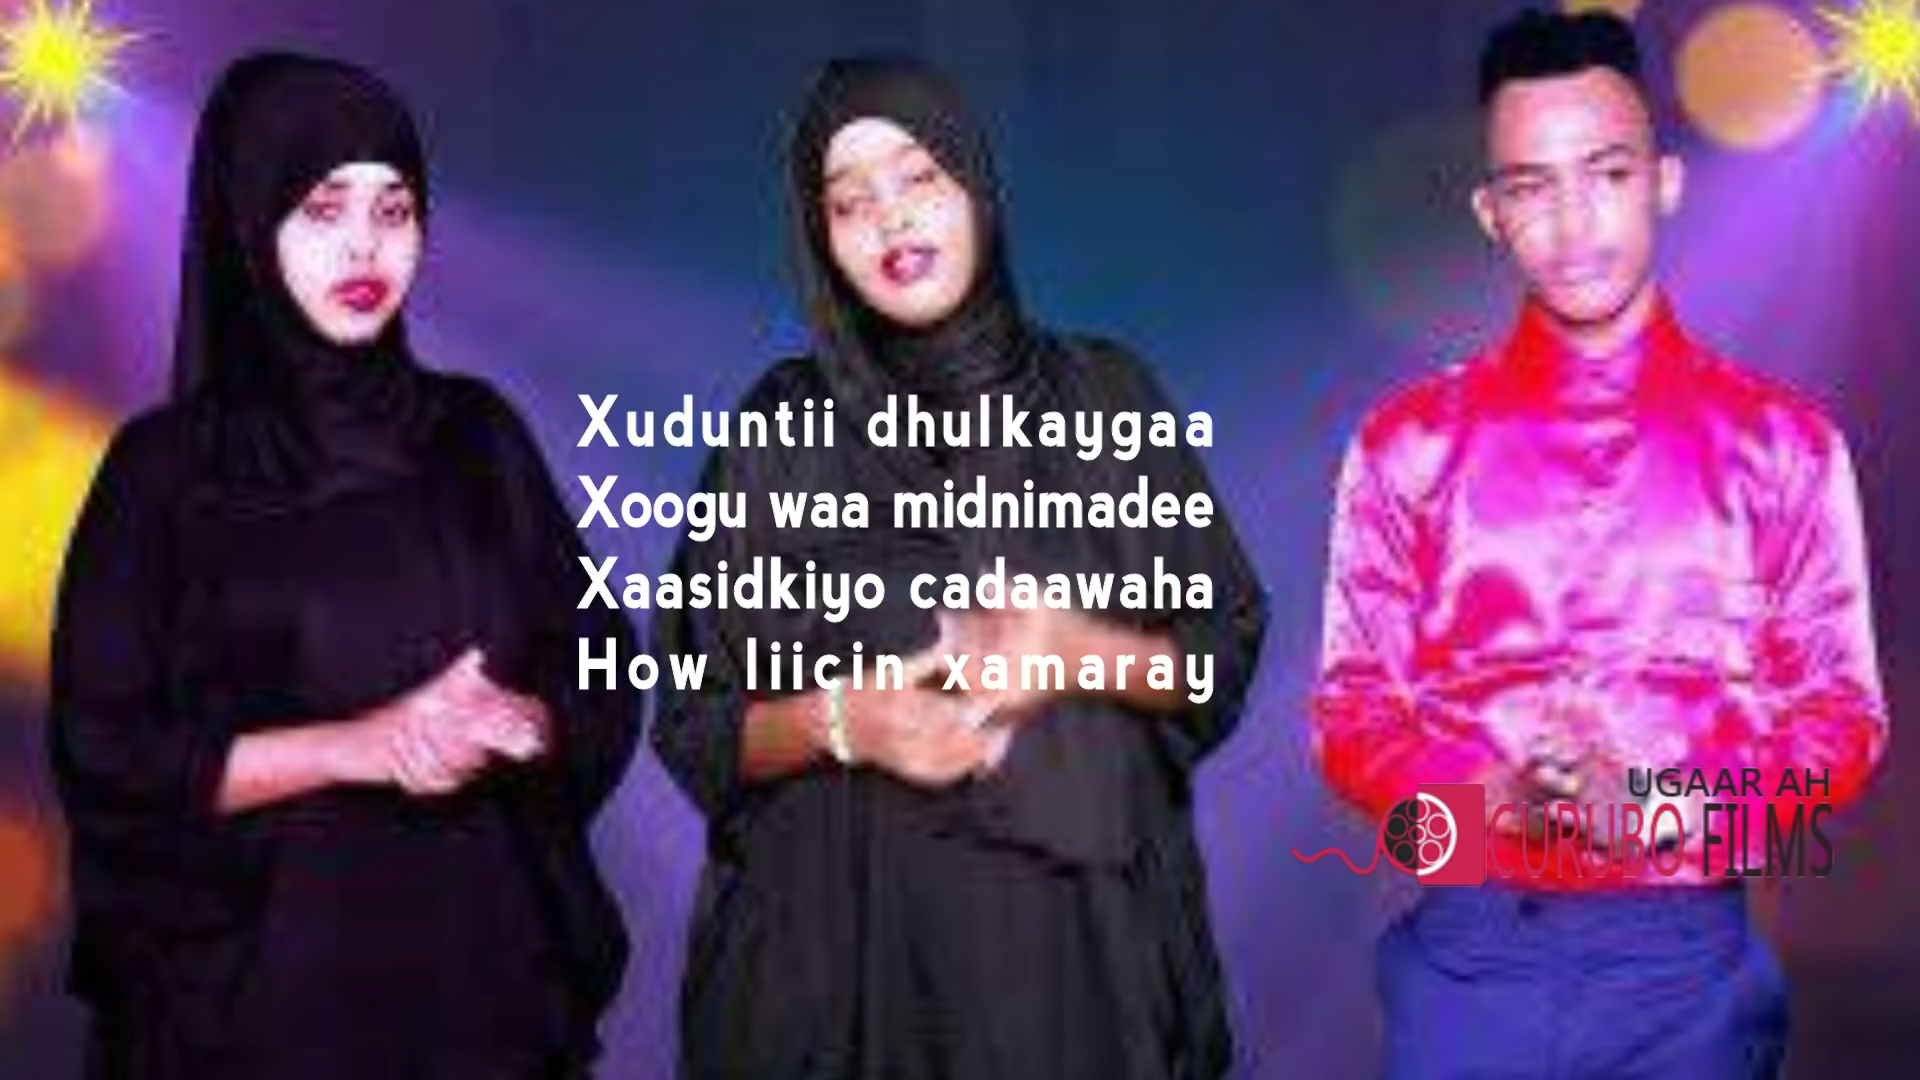 Xuduntii dhulkaygaa
Xoogu waa midnimadee
Xaasidkiyo cadaawaha
How liicin xamaray
UGAAR AH
CURUBO FILMS